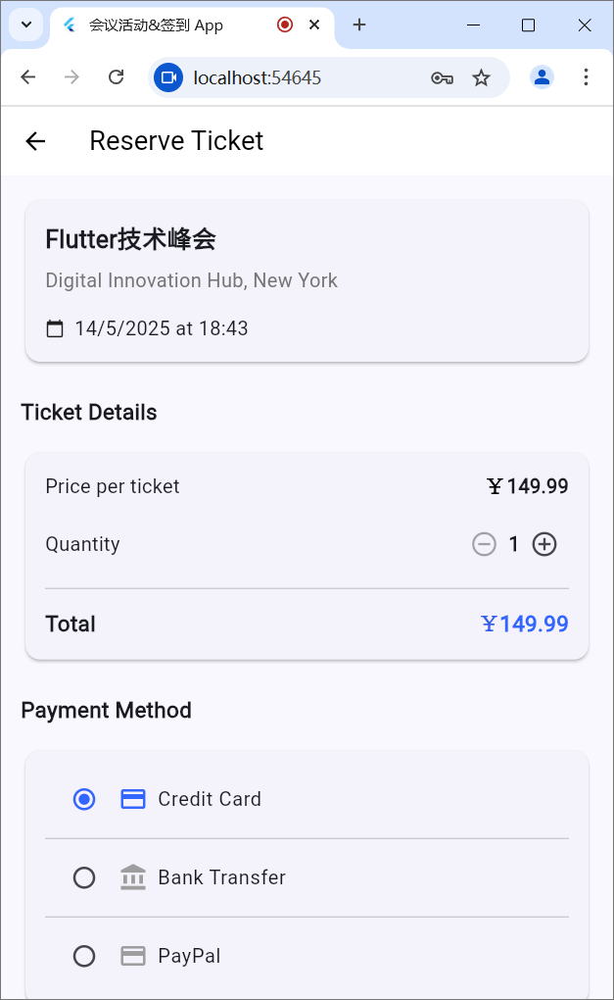 会议活动&签到 App
localhost:54645
Reserve Ticket
Flutter技术峰会
Digital Innovation Hub, New York
14/5/2025 at 18:43
Ticket Details
Price per ticket ¥149.99
Quantity 1
Total ¥149.99
Payment Method
Credit Card
Bank Transfer
PayPal